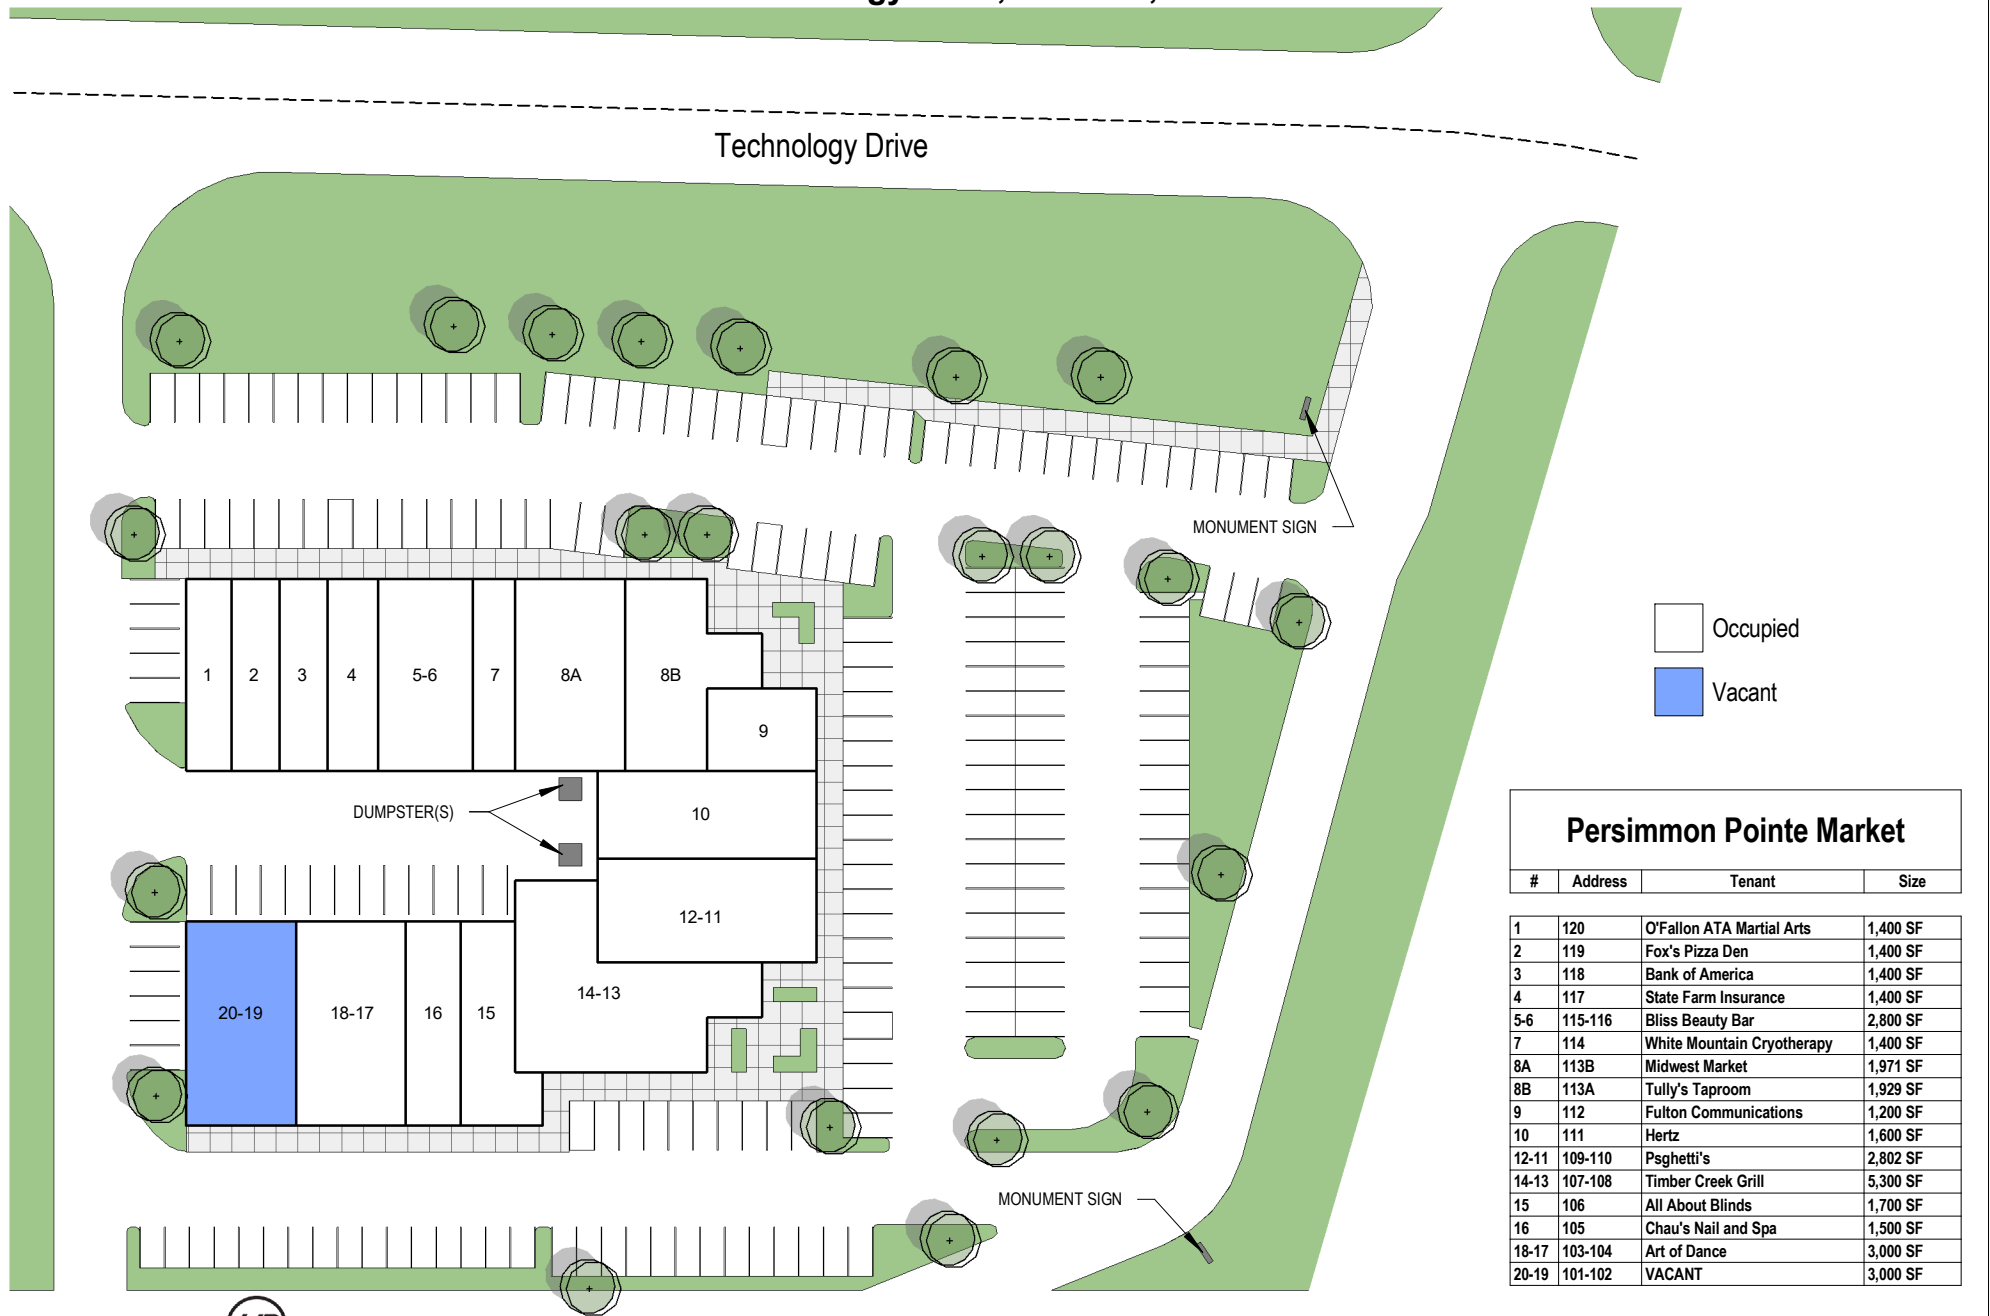 Technology Drive
MONUMENT SIGN
Occupied
Vacant
1 2 3 4 5-6 7 8A 8B
9
DUMPSTER(S)
10
12-11
14-13
20-19 18-17 16 15
MONUMENT SIGN
Persimmon Pointe Market
# Address Tenant Size
1 120 O'Fallon ATA Martial Arts 1,400 SF
2 119 Fox's Pizza Den 1,400 SF
3 118 Bank of America 1,400 SF
4 117 State Farm Insurance 1,400 SF
5-6 115-116 Bliss Beauty Bar 2,800 SF
7 114 White Mountain Cryotherapy 1,400 SF
8A 113B Midwest Market 1,971 SF
8B 113A Tully's Taproom 1,929 SF
9 112 Fulton Communications 1,200 SF
10 111 Hertz 1,600 SF
12-11 109-110 Psghetti's 2,802 SF
14-13 107-108 Timber Creek Grill 5,300 SF
15 106 All About Blinds 1,700 SF
16 105 Chau's Nail and Spa 1,500 SF
18-17 103-104 Art of Dance 3,000 SF
20-19 101-102 VACANT 3,000 SF